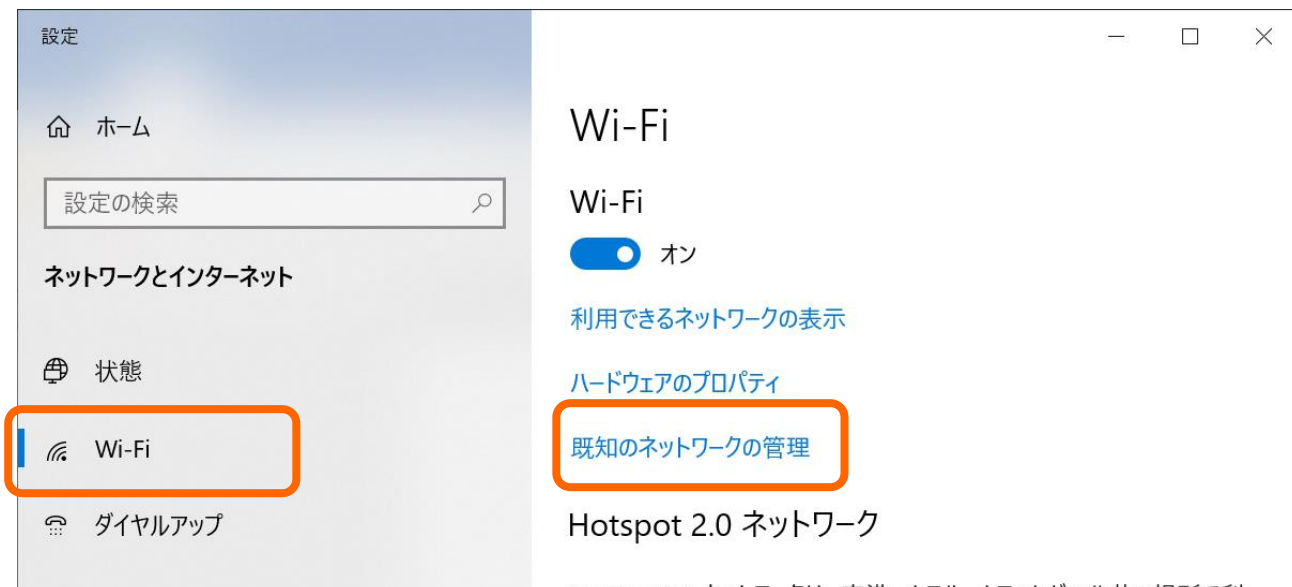 設定
ホーム
設定の検索
ネットワークとインターネット
状態
Wi-Fi
ダイヤルアップ
Wi-Fi
Wi-Fi
オン
利用できるネットワークの表示
ハードウェアのプロパティ
既知のネットワークの管理
Hotspot 2.0 ネットワーク